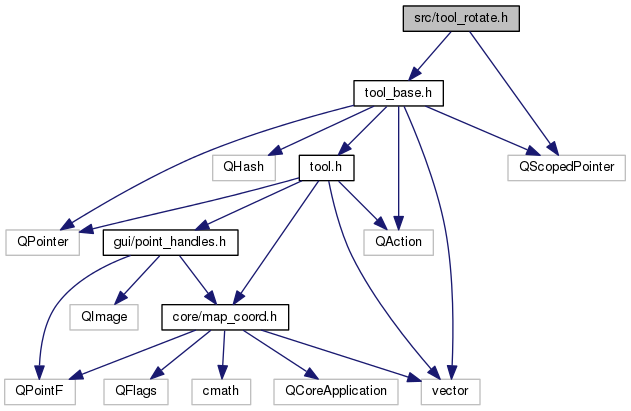 src/tool_rotate.h
tool_base.h
QHash
tool.h
QScopedPointer
QPointer
gui/point_handles.h
QAction
QImage
core/map_coord.h
QPointF
QFlags
cmath
QCoreApplication
vector